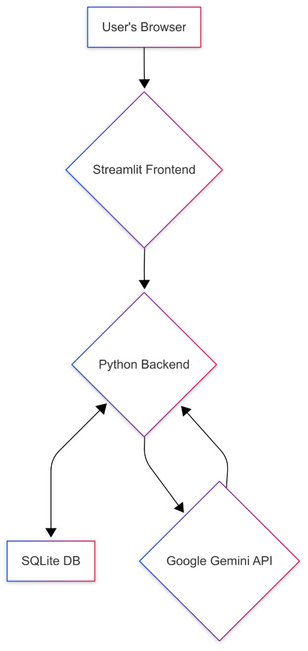 User's Browser
Streamlit Frontend
Python Backend
SQLite DB
Google Gemini API